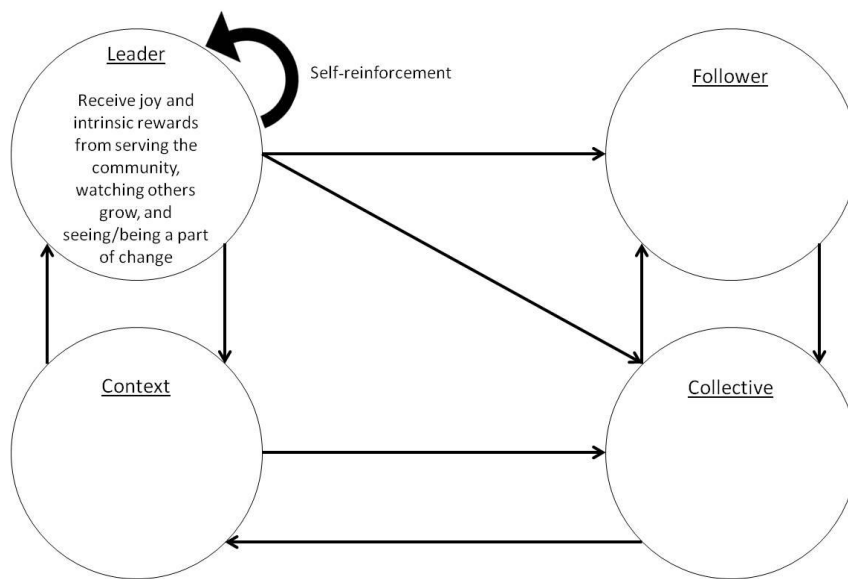 Leader
Receive joy and
intrinsic rewards
from serving the
community,
watching others
grow, and
seeing/being a part
of change
Self-reinforcement
Follower
Context
Collective